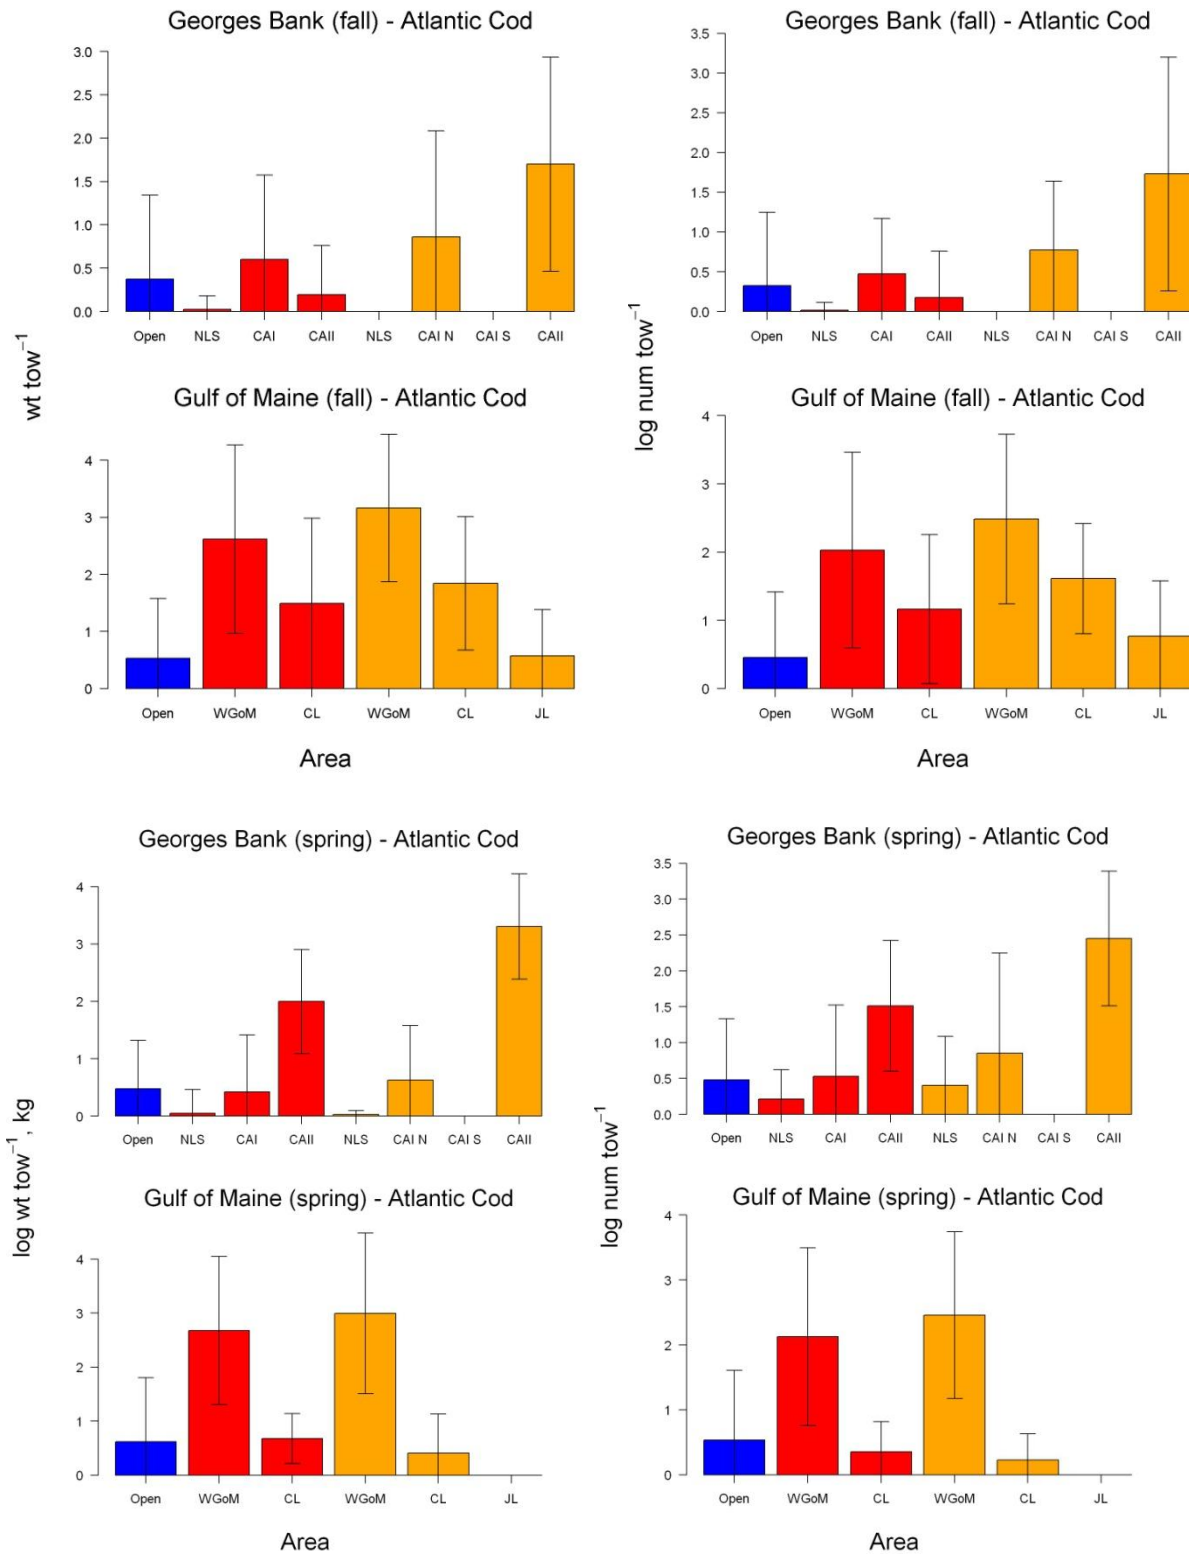 Georges Bank (fall) - Atlantic Cod
3.0
2.5
2.0
1.5
1.0
0.5
0.0
Open NLS CAI CAII NLS CAI N CAI S CAII
wt tow⁻¹
Gulf of Maine (fall) - Atlantic Cod
4
3
2
1
0
Open WGoM CL WGoM CL JL
Area
Georges Bank (fall) - Atlantic Cod
3.5
3.0
2.5
2.0
1.5
1.0
0.5
0.0
Open NLS CAI CAII NLS CAI N CAI S CAII
log num tow⁻¹
Gulf of Maine (fall) - Atlantic Cod
4
3
2
1
0
Open WGoM CL WGoM CL JL
Area
Georges Bank (spring) - Atlantic Cod
4
3
2
1
0
Open NLS CAI CAII NLS CAI N CAI S CAII
log wt tow⁻¹, kg
Gulf of Maine (spring) - Atlantic Cod
4
3
2
1
0
Open WGoM CL WGoM CL JL
Area
Georges Bank (spring) - Atlantic Cod
3.5
3.0
2.5
2.0
1.5
1.0
0.5
0.0
Open NLS CAI CAII NLS CAI N CAI S CAII
log num tow⁻¹
Gulf of Maine (spring) - Atlantic Cod
4
3
2
1
0
Open WGoM CL WGoM CL JL
Area